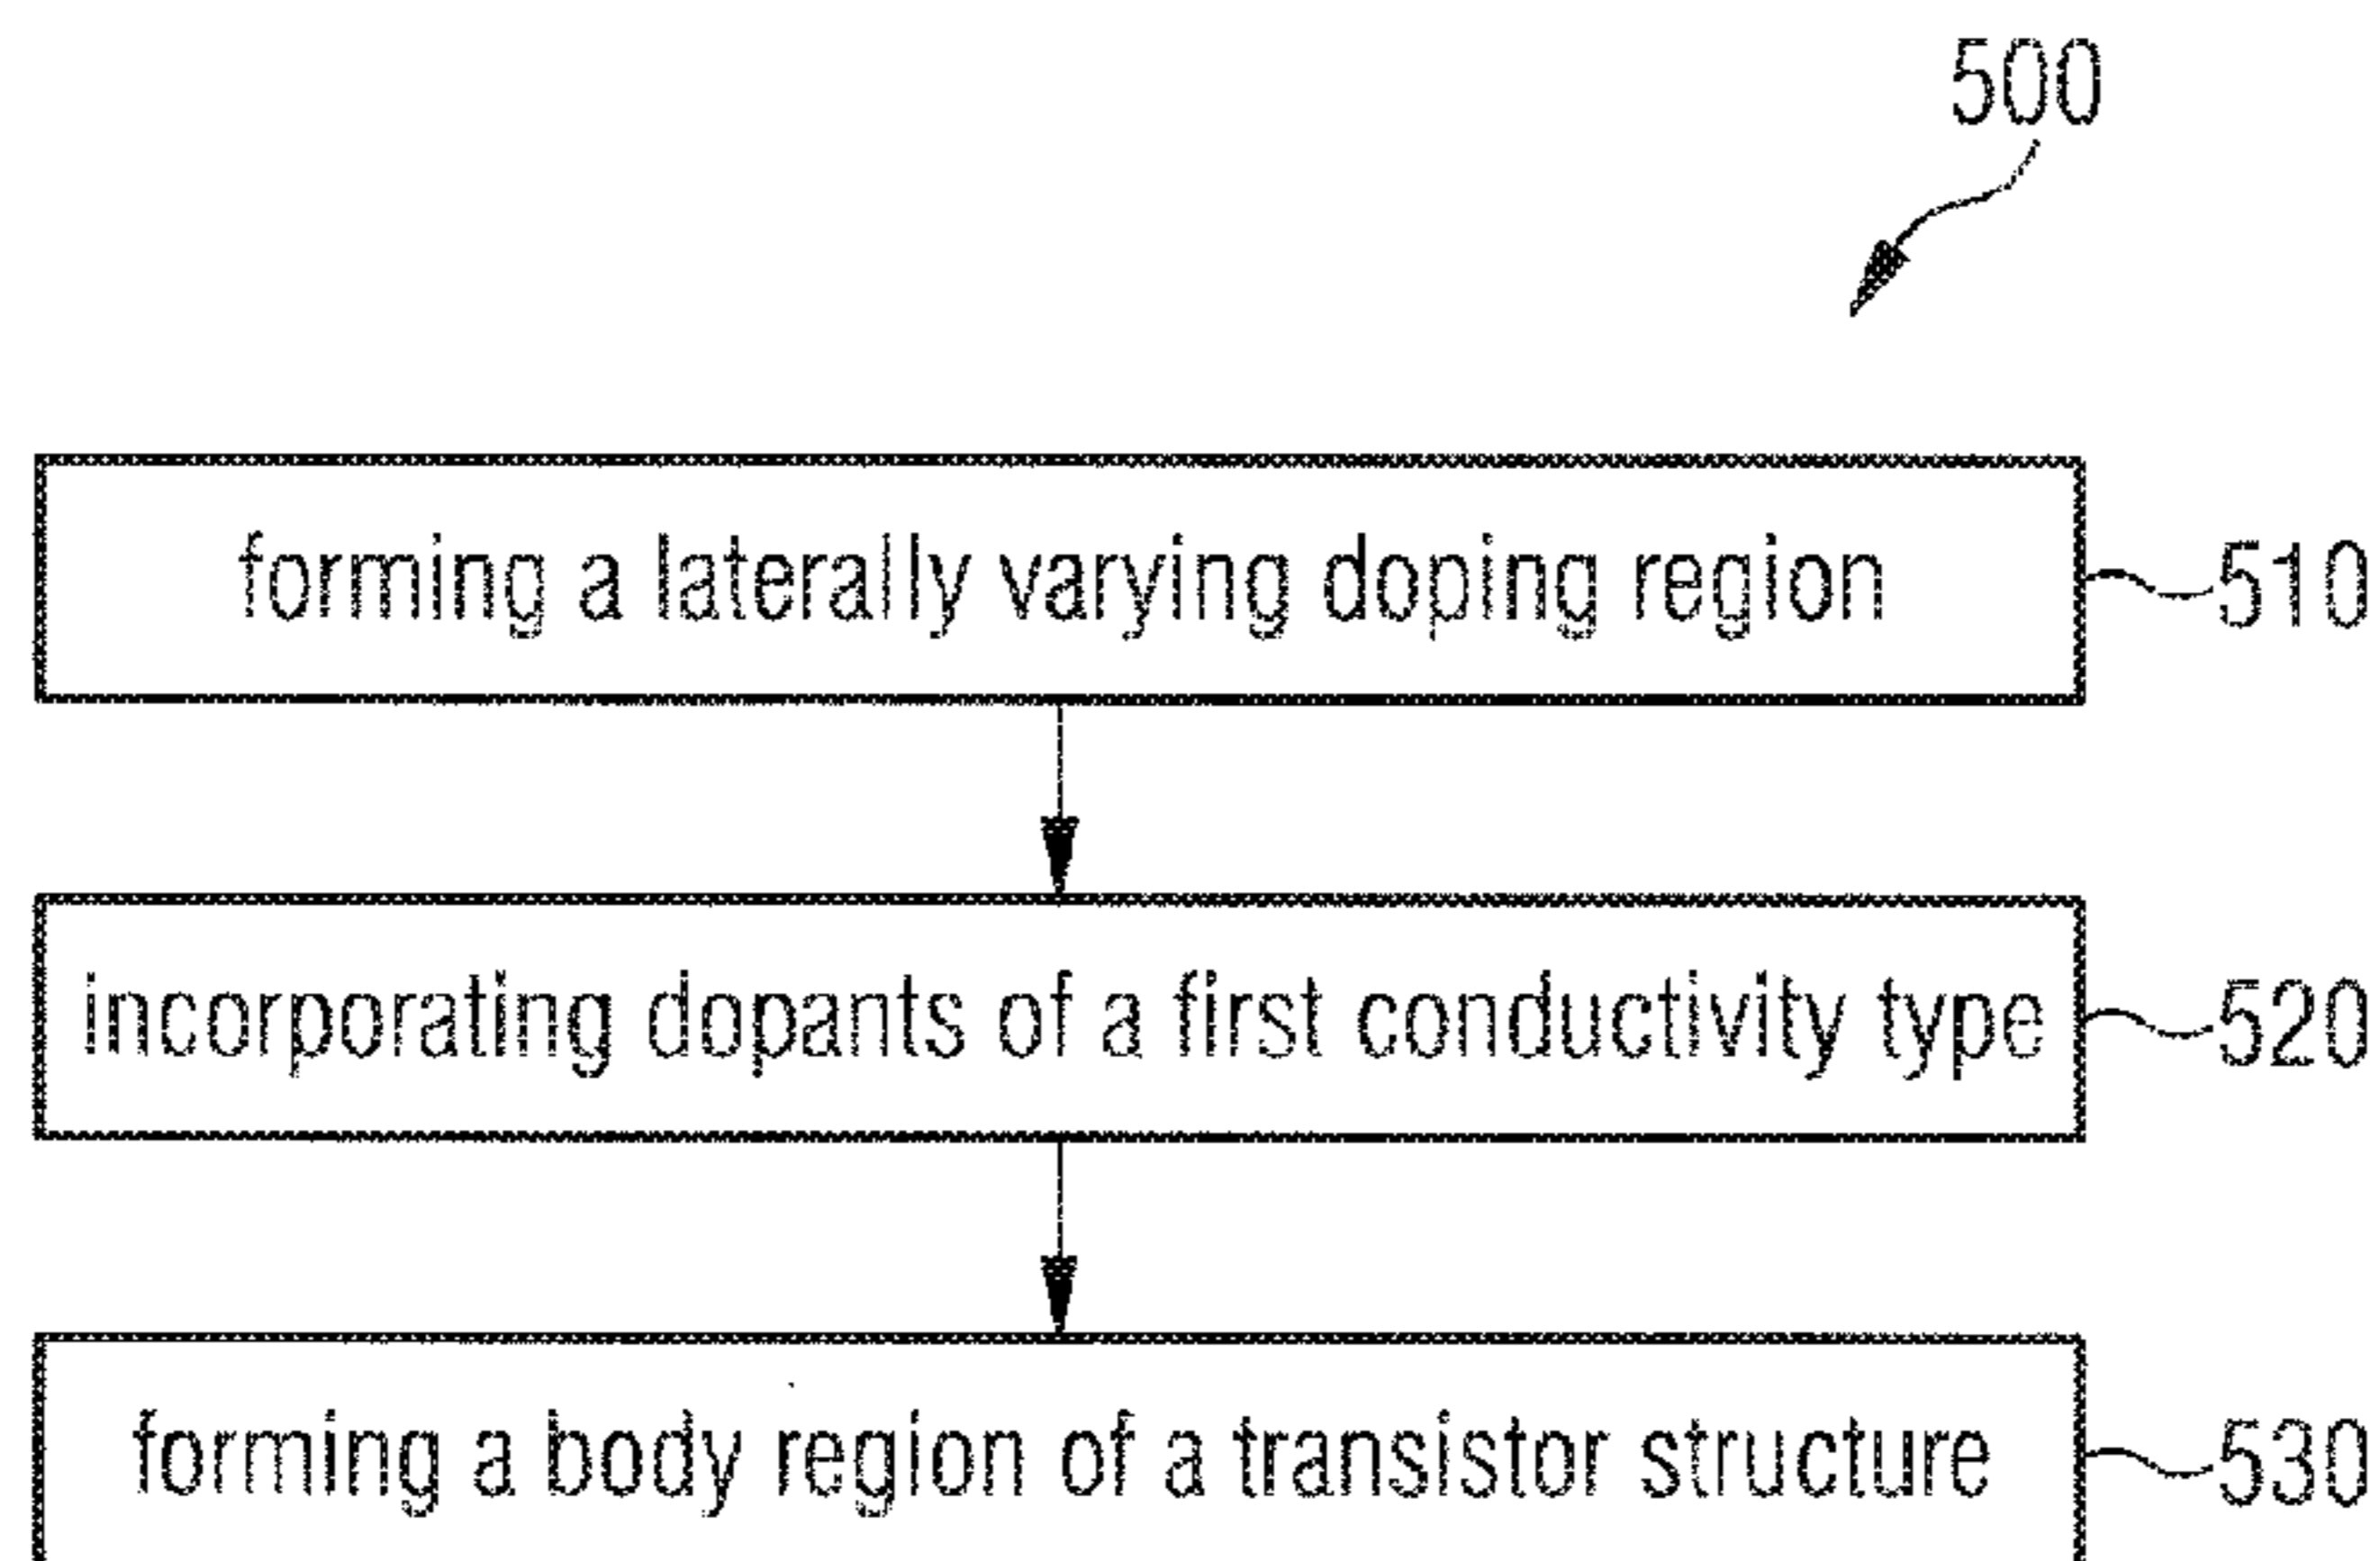 500
forming a laterally varying doping region
510
incorporating dopants of a first conductivity type
520
forming a body region of a transistor structure
530